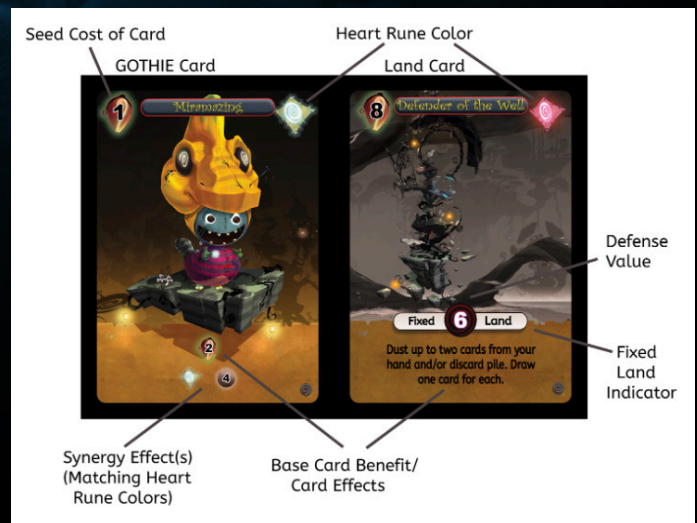 Seed Cost of Card
Heart Rune Color
GOTHIE Card
Land Card
1
Miramazing
8
Defender of the Well
Defense
Value
Fixed 6 Land
Dust up to two cards from your
hand and/or discard pile. Draw
one card for each.
2
4
Fixed
Land
Indicator
Synergy Effect(s)
(Matching Heart
Rune Colors)
Base Card Benefit/
Card Effects